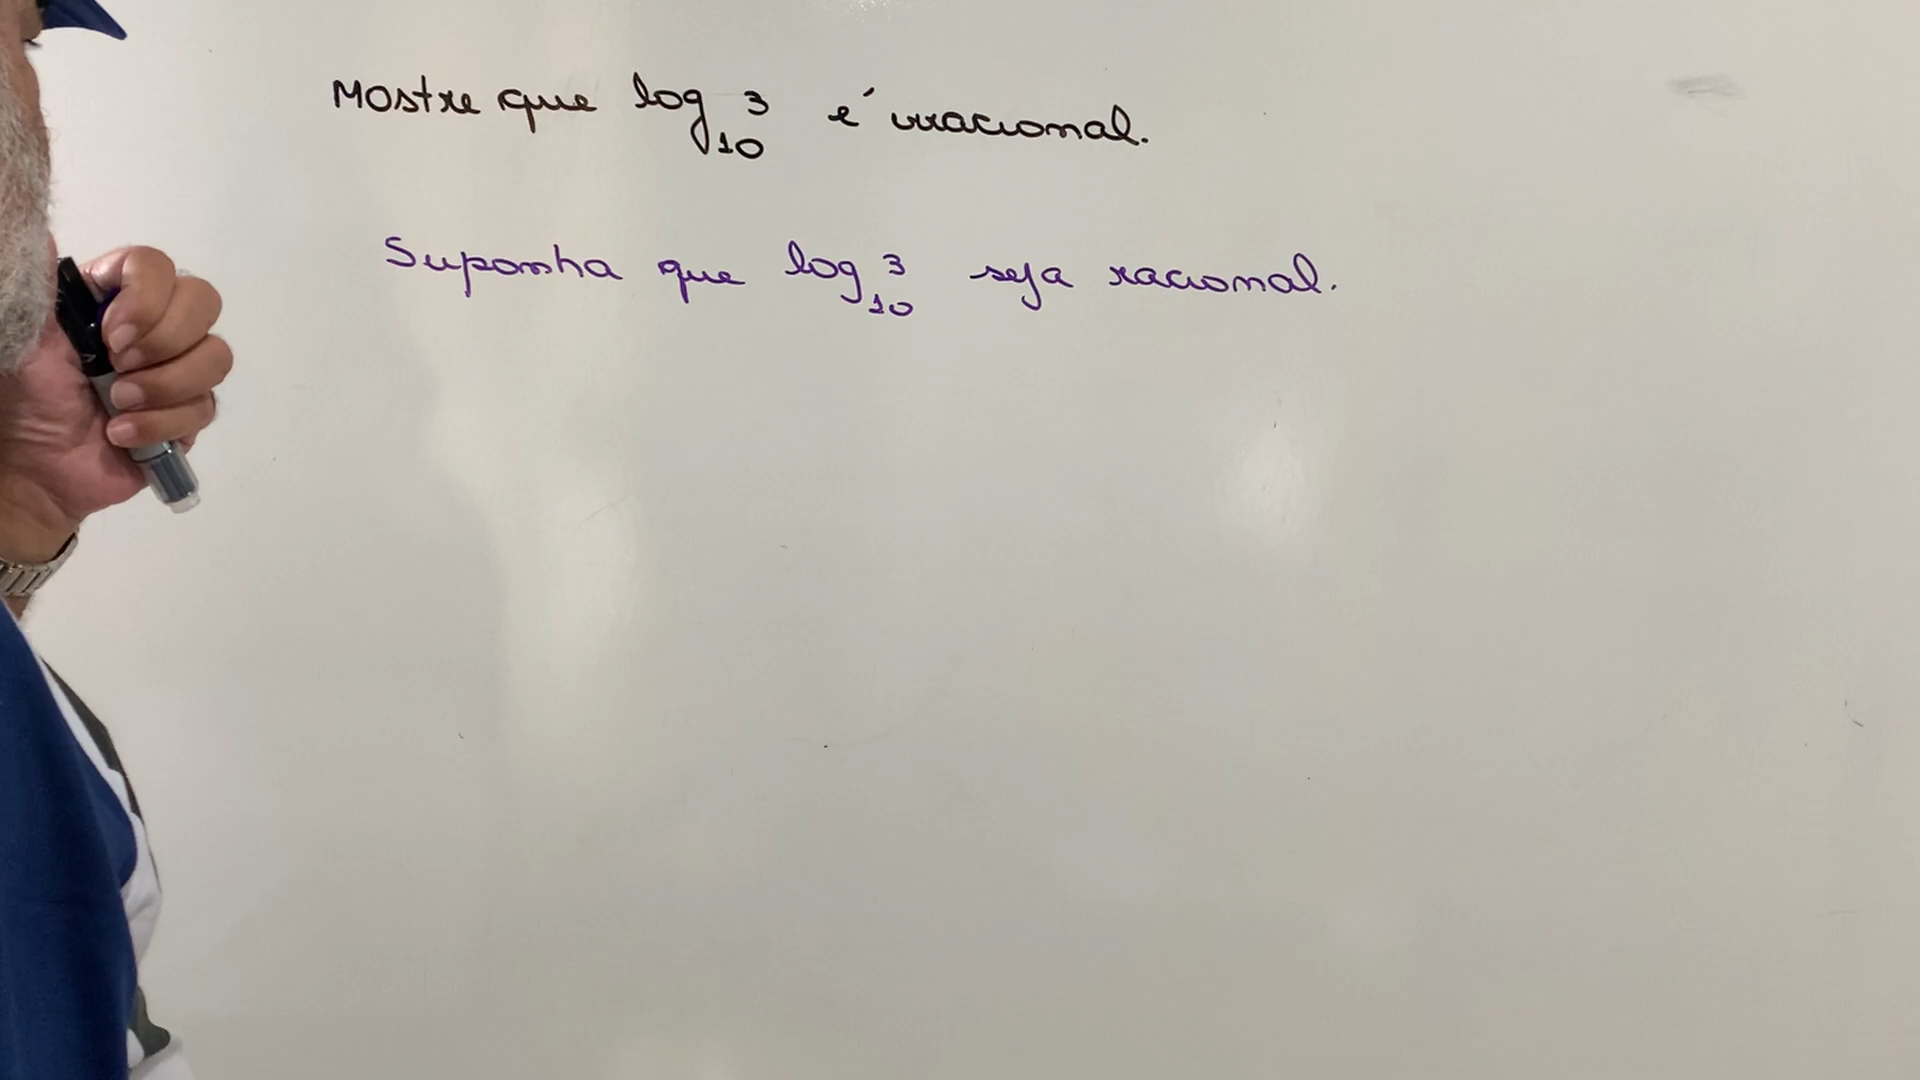 Mostre que log₁₀ 3 é irracional.
Suponha que log₁₀ 3 seja racional.